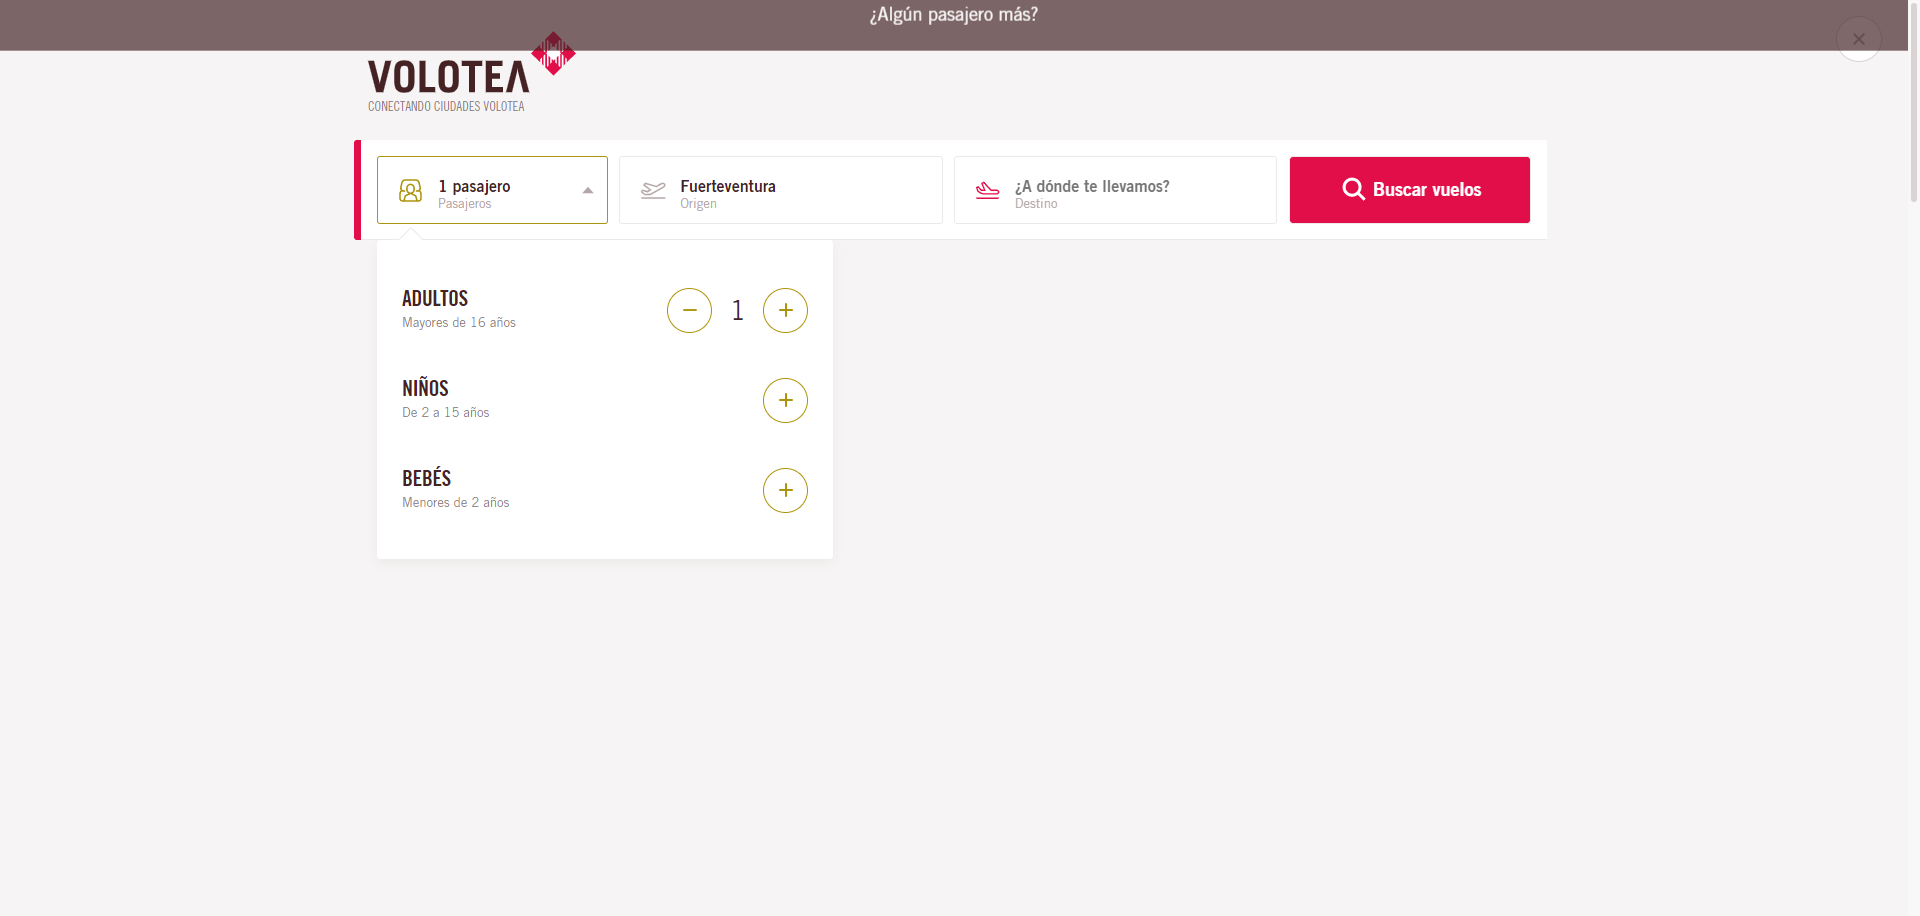 ¿Algún pasajero más?
VOLOTEA
CONECTANDO CIUDADES VOLOTEA
1 pasajero
Pasajeros
Fuerteventura
Origen
¿A dónde te llevamos?
Destino
Buscar vuelos
ADULTOS
Mayores de 16 años
1
NIÑOS
De 2 a 15 años
BEBÉS
Menores de 2 años